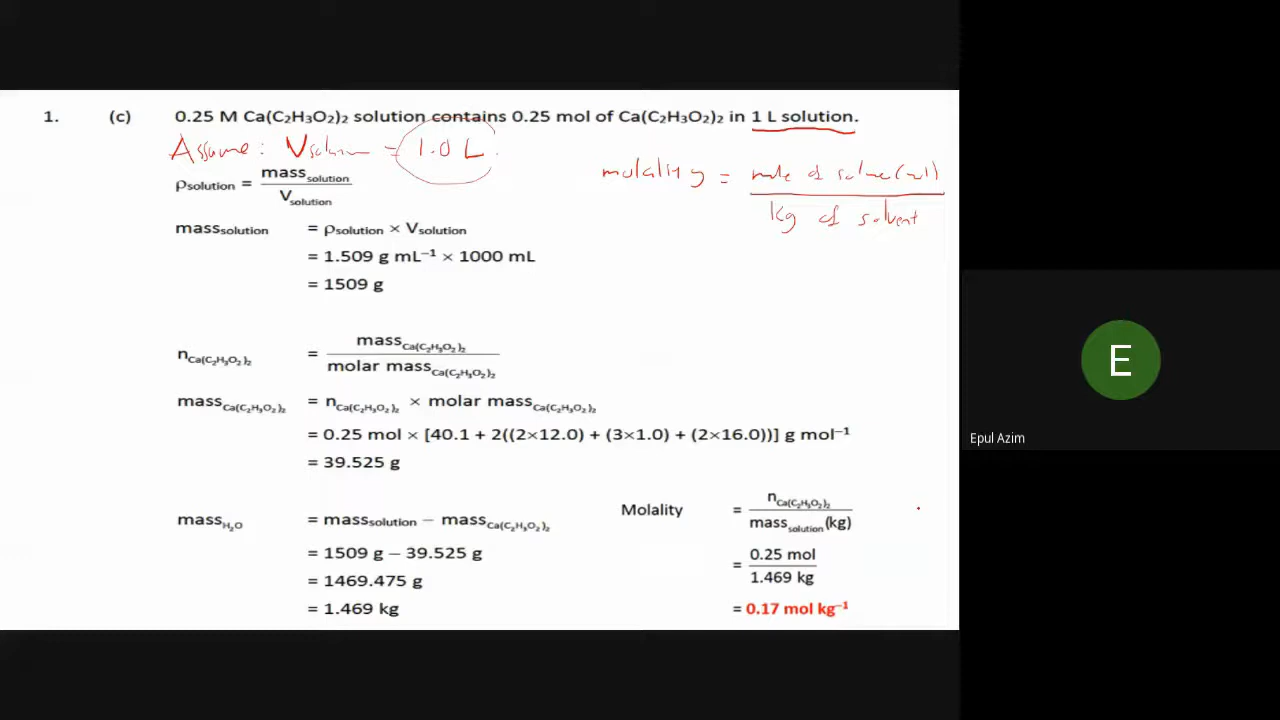 1. (c) 0.25 M Ca(C₂H₃O₂)₂ solution contains 0.25 mol of Ca(C₂H₃O₂)₂ in 1 L solution.
Assume: Vsolution = 1.0 L
molality = mole of solute (mol)
kg of solvent
ρsolution = masssolution
Vsolution
masssolution = ρsolution × Vsolution
= 1.509 g mL⁻¹ × 1000 mL
= 1509 g
nCa(C₂H₃O₂)₂ = massCa(C₂H₃O₂)₂
molar massCa(C₂H₃O₂)₂
massCa(C₂H₃O₂)₂ = nCa(C₂H₃O₂)₂ × molar massCa(C₂H₃O₂)₂
= 0.25 mol × [40.1 + 2((2×12.0) + (3×1.0) + (2×16.0))] g mol⁻¹
= 39.525 g
massH₂O = masssolution − massCa(C₂H₃O₂)₂
= 1509 g − 39.525 g
= 1469.475 g
= 1.469 kg
Molality = nCa(C₂H₃O₂)₂
masssolution(kg)
= 0.25 mol
1.469 kg
= 0.17 mol kg⁻¹
E
Epul Azim